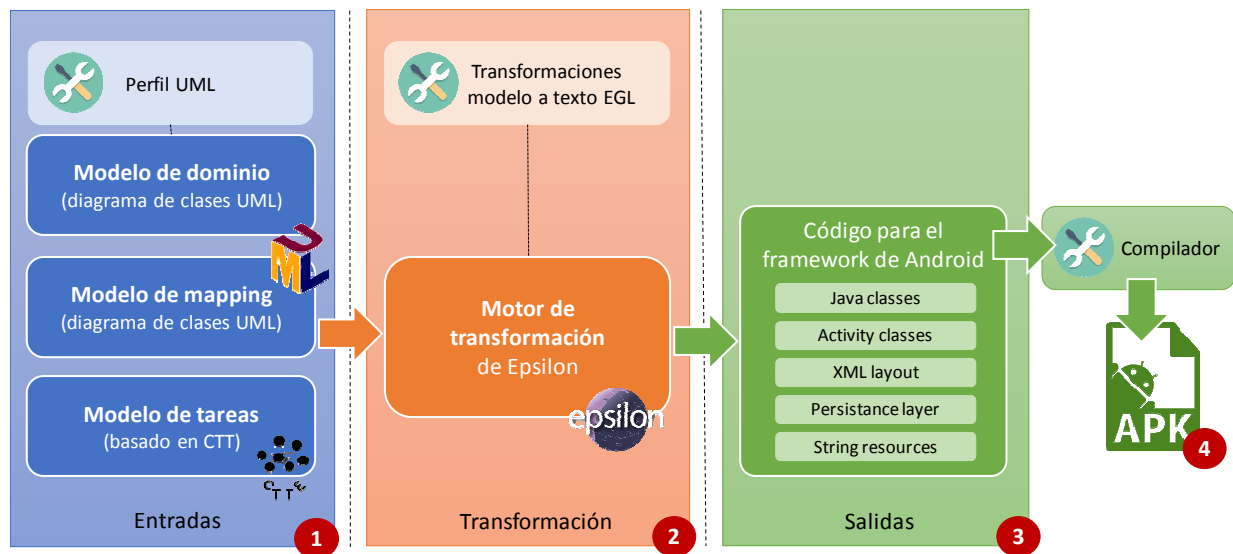 Perfil UML
Modelo de dominio
(diagrama de clases UML)
UML
Modelo de mapping
(diagrama de clases UML)
Modelo de tareas
(basado en CTT)
CTTE
Entradas
1
Transformaciones
modelo a texto EGL
Motor de
transformación
de Epsilon
epsilon
Transformación
2
Código para el
framework de Android
Java classes
Activity classes
XML layout
Persistance layer
String resources
Salidas
3
Compilador
APK
4